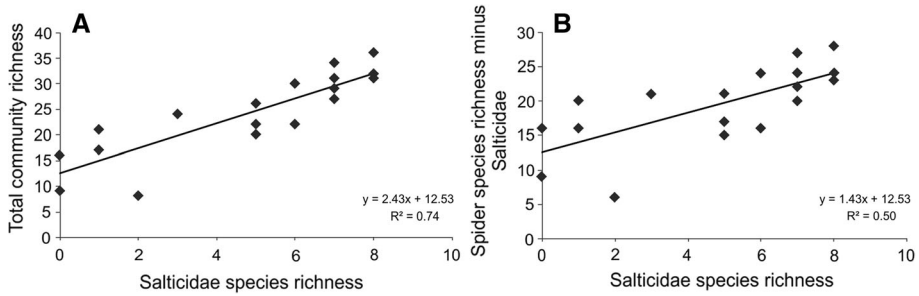 A
Total community richness
40
35
30
25
20
15
10
5
0
0 2 4 6 8 10
Salticidae species richness
y = 2.43x + 12.53
R² = 0.74
B
Spider species richness minus
Salticidae
30
25
20
15
10
5
0
0 2 4 6 8 10
Salticidae species richness
y = 1.43x + 12.53
R² = 0.50